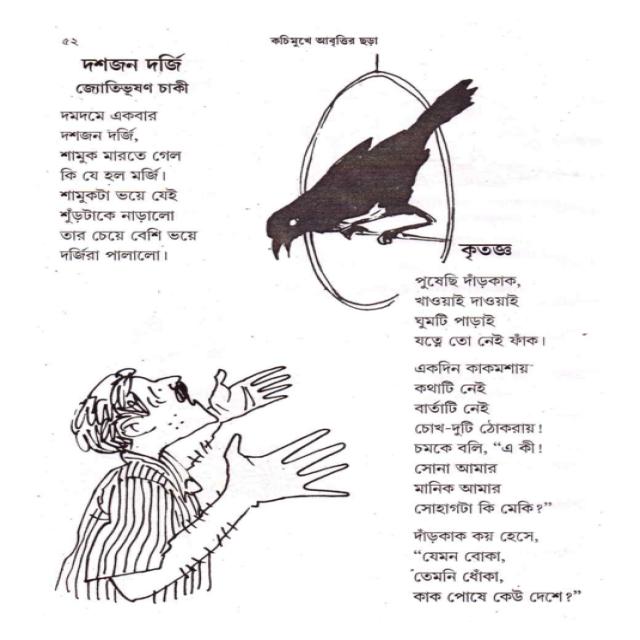 ৫২
কচিমুখে আবৃত্তির ছড়া
দশজন দর্জি
জ্যোতিভূষণ চাকী
দমদমে একবার
দশজন দর্জি,
শামুক মারতে গেল
কি যে হল মর্জি।
শামুকটা ভয়ে যেই
শুঁড়টাকে নাড়ালো
তার চেয়ে বেশি ভয়ে
দর্জিরা পালালো।
কৃতজ্ঞ
পুষেছি দাঁড়কাক,
খাওয়াই দাওয়াই
ঘুমটি পাড়াই
যত্নে তো নেই ফাঁক।
একদিন কাকমশায়
কথাটি নেই
বার্তাটি নেই
চোখ-দুটি ঠোকরায়!
চমকে বলি, “এ কী!
সোনা আমার
মানিক আমার
সোহাগটা কি মেকি?”
দাঁড়কাক কয় হেসে,
“যেমন বোকা,
তেমনি ধোঁকা,
কাক পোষে কেউ দেশে?”